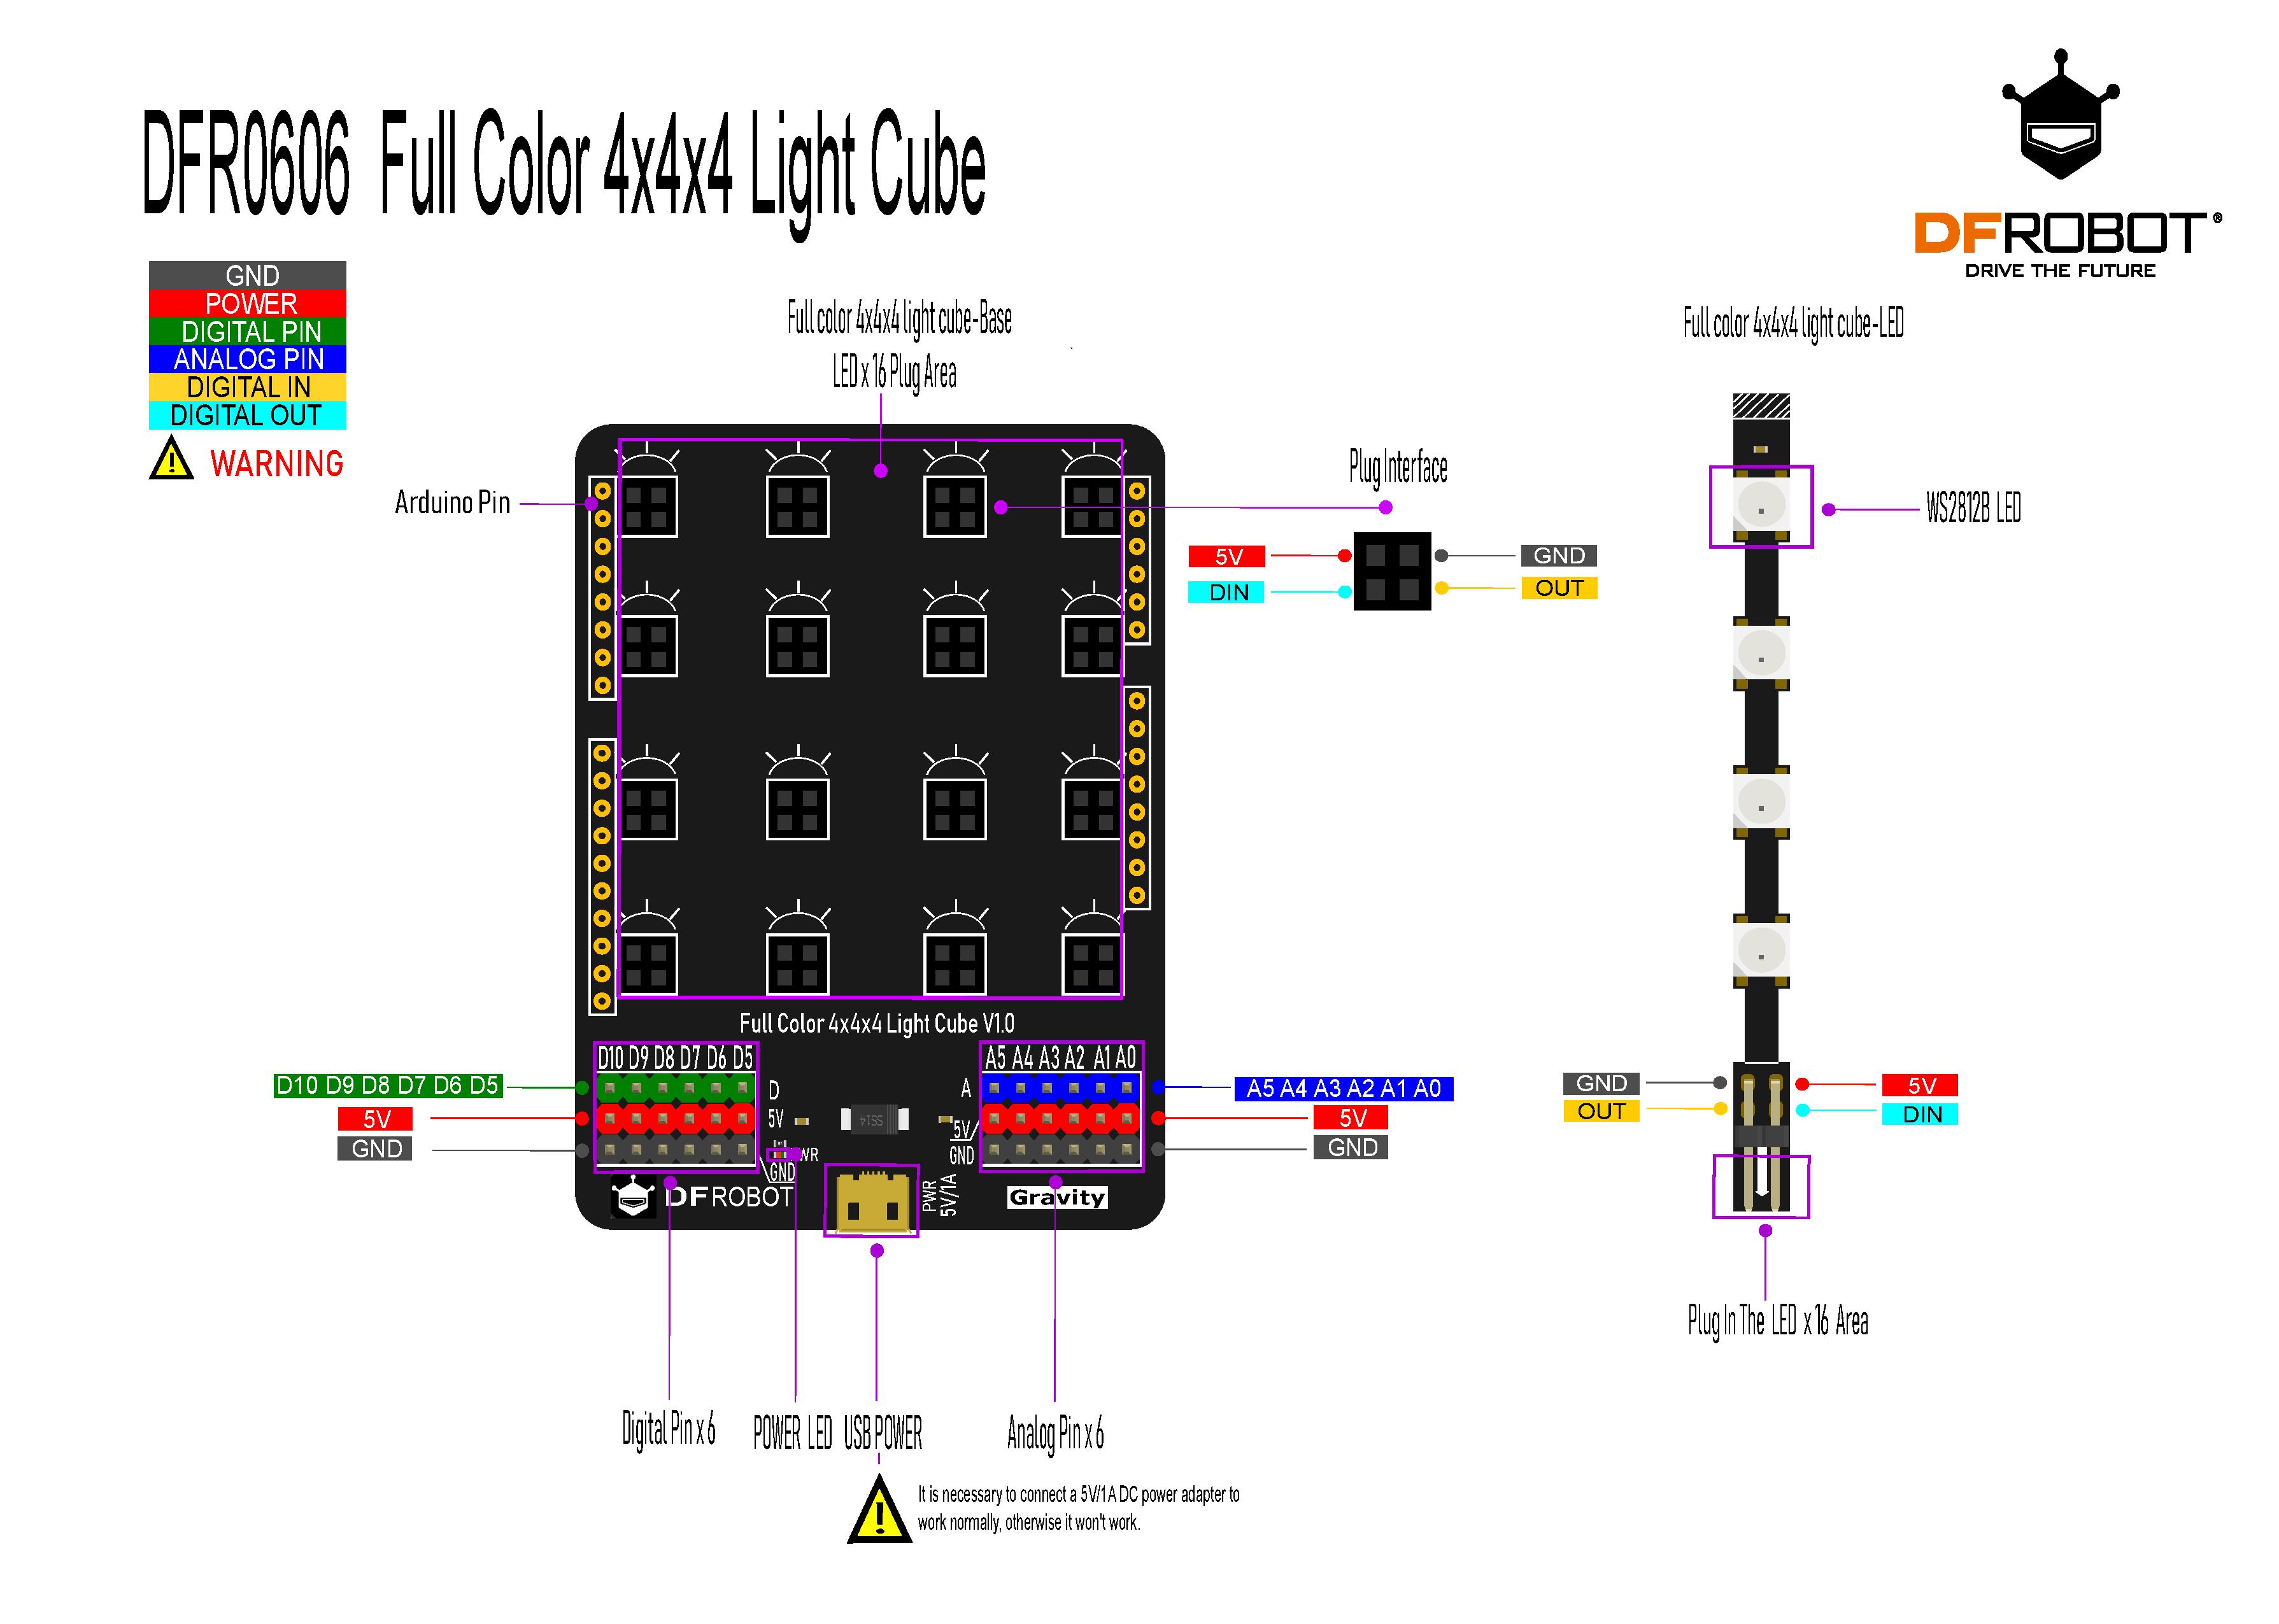 DFR0606 Full Color 4x4x4 Light Cube
DFROBOT®
DRIVE THE FUTURE
GND
POWER
DIGITAL PIN
ANALOG PIN
DIGITAL IN
DIGITAL OUT
! WARNING
Full color 4x4x4 light cube-Base
LED x 16 Plug Area
Full color 4x4x4 light cube-LED
Arduino Pin
Plug Interface
WS2812B LED
5V
GND
DIN
OUT
Full Color 4x4x4 Light Cube V1.0
D10 D9 D8 D7 D6 D5
A5 A4 A3 A2 A1 A0
D10 D9 D8 D7 D6 D5
D
A
A5 A4 A3 A2 A1 A0
5V
5V
SS14
5V
5V
GND
PWR
GND
GND
GND
DFROBOT
PWR
5V/1A
Gravity
GND
5V
OUT
DIN
Plug In The LED x 16 Area
Digital Pin x 6
POWER LED
USB POWER
Analog Pin x 6
!
It is necessary to connect a 5V/1A DC power adapter to
work normally, otherwise it won't work.